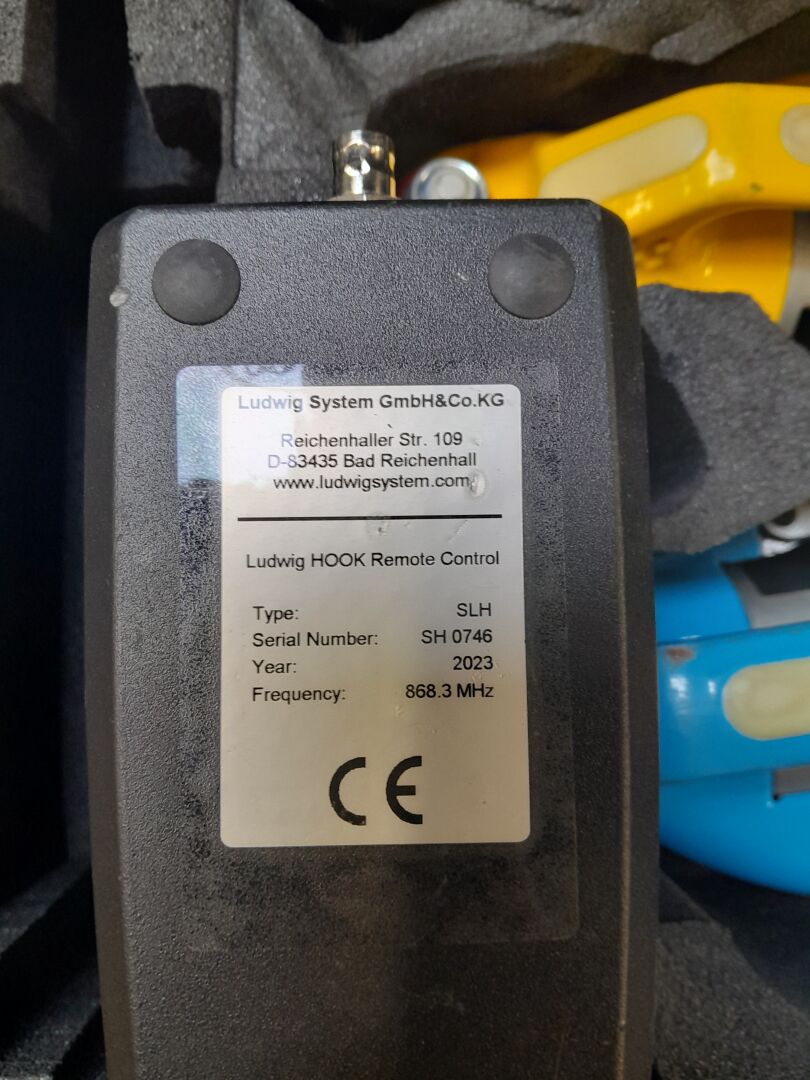 Ludwig System GmbH&Co.KG
Reichenhaller Str. 109
D-83435 Bad Reichenhall
www.ludwigsystem.com
Ludwig HOOK Remote Control
Type: SLH
Serial Number: SH 0746
Year: 2023
Frequency: 868.3 MHz
CE